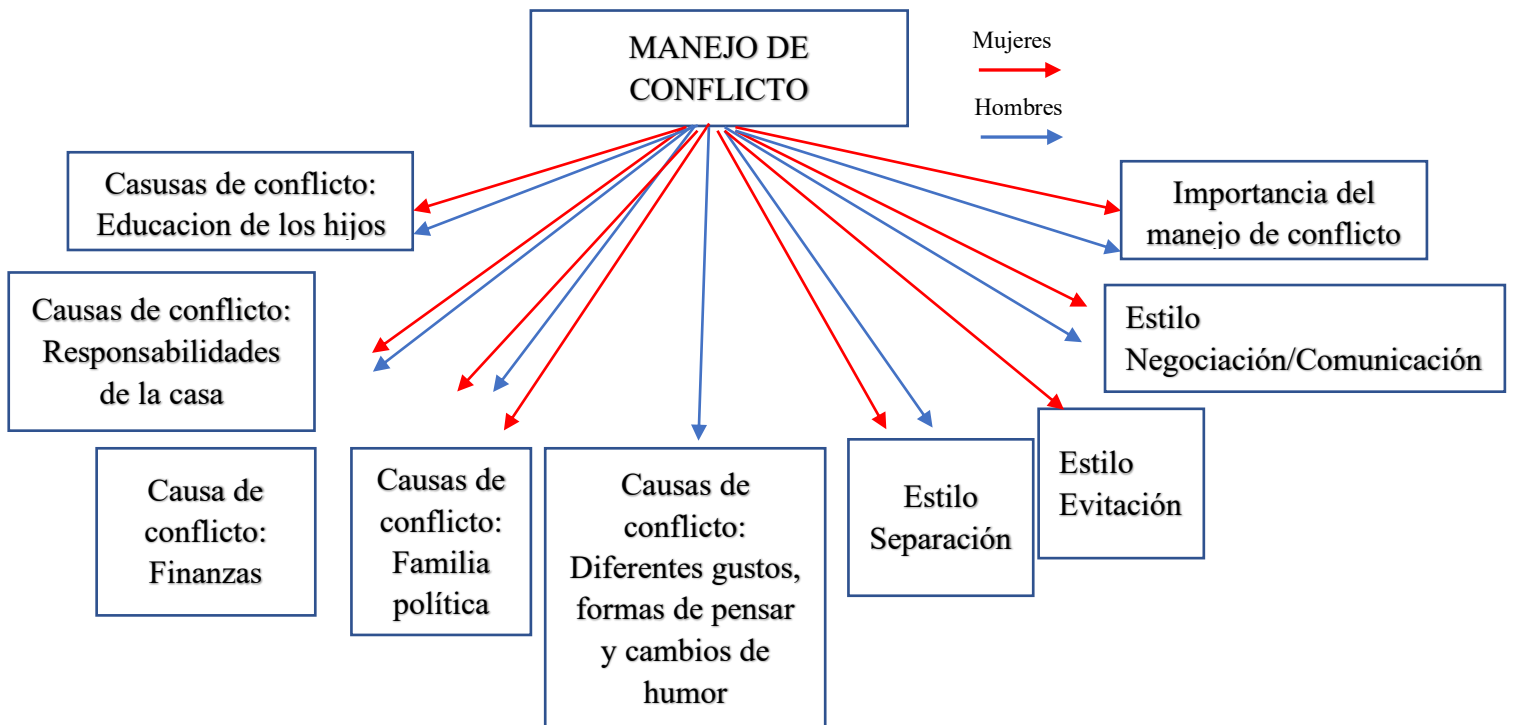 MANEJO DE
CONFLICTO
Mujeres
Hombres
Casusas de conflicto:
Educacion de los hijos
Importancia del
manejo de conflicto
Causas de conflicto:
Responsabilidades
de la casa
Estilo
Negociación/Comunicación
Causa de
conflicto:
Finanzas
Causas de
conflicto:
Familia
política
Causas de
conflicto:
Diferentes gustos,
formas de pensar
y cambios de
humor
Estilo
Separación
Estilo
Evitación